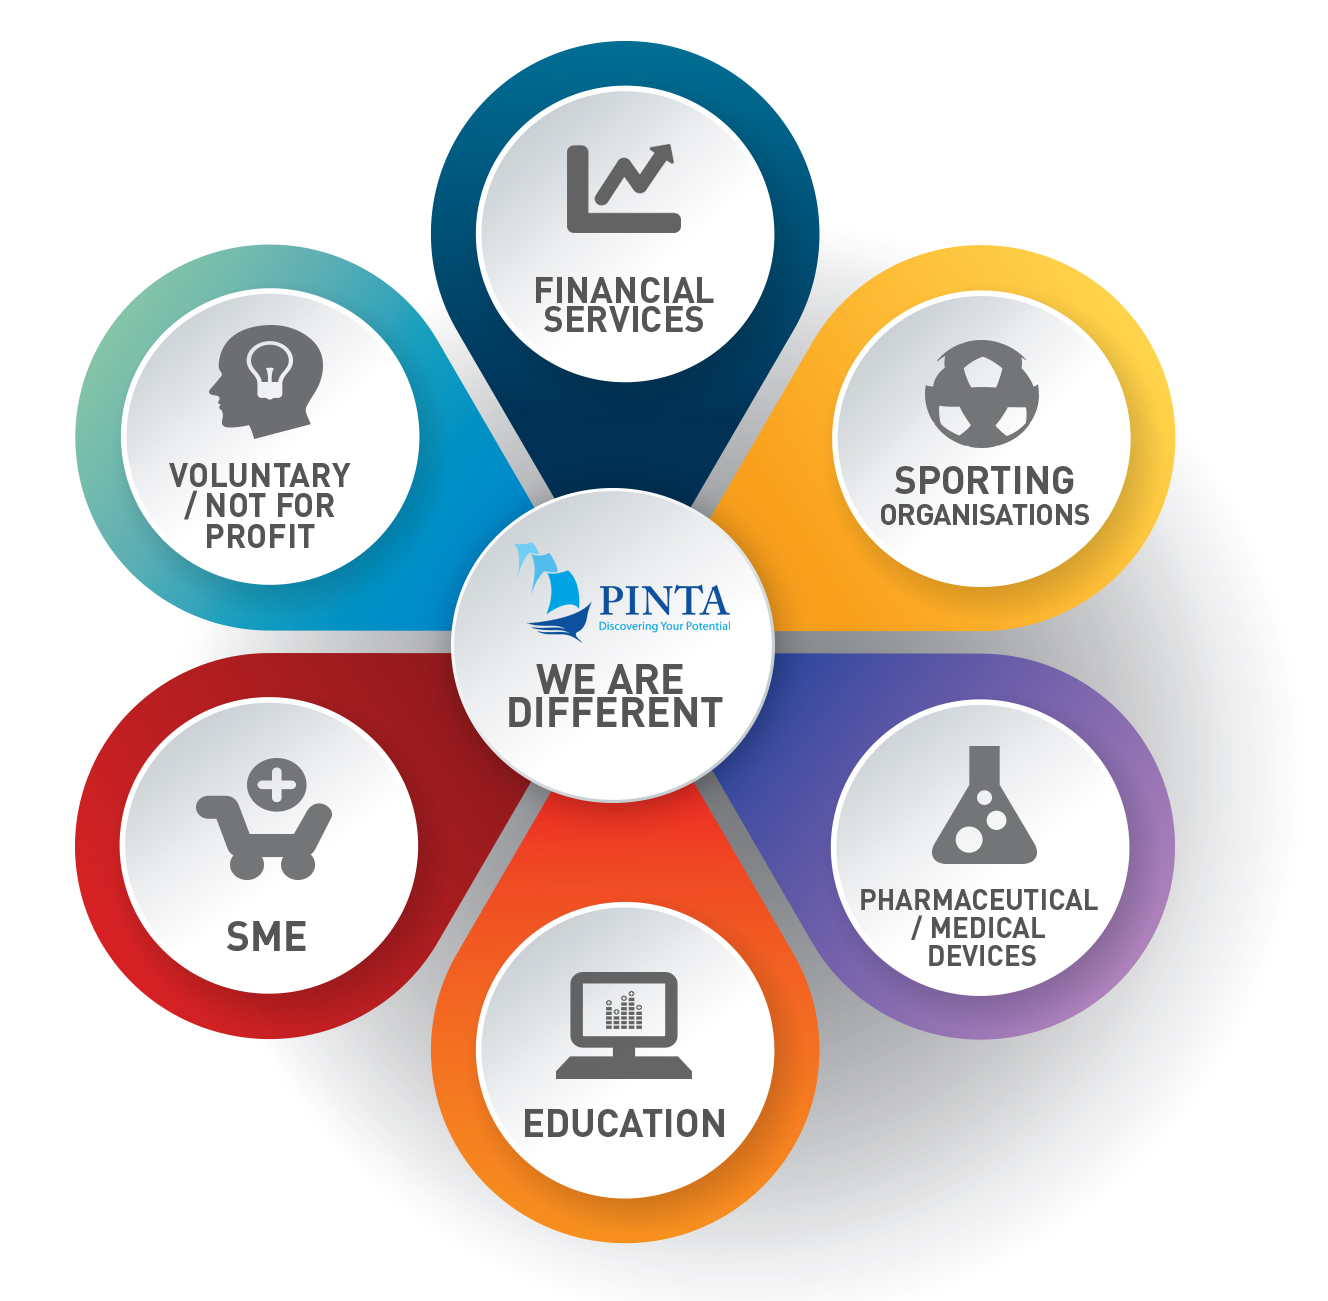 FINANCIAL
SERVICES
SPORTING
ORGANISATIONS
PHARMACEUTICAL
/ MEDICAL
DEVICES
EDUCATION
SME
VOLUNTARY
/ NOT FOR
PROFIT
PINTA
Discovering Your Potential
WE ARE
DIFFERENT